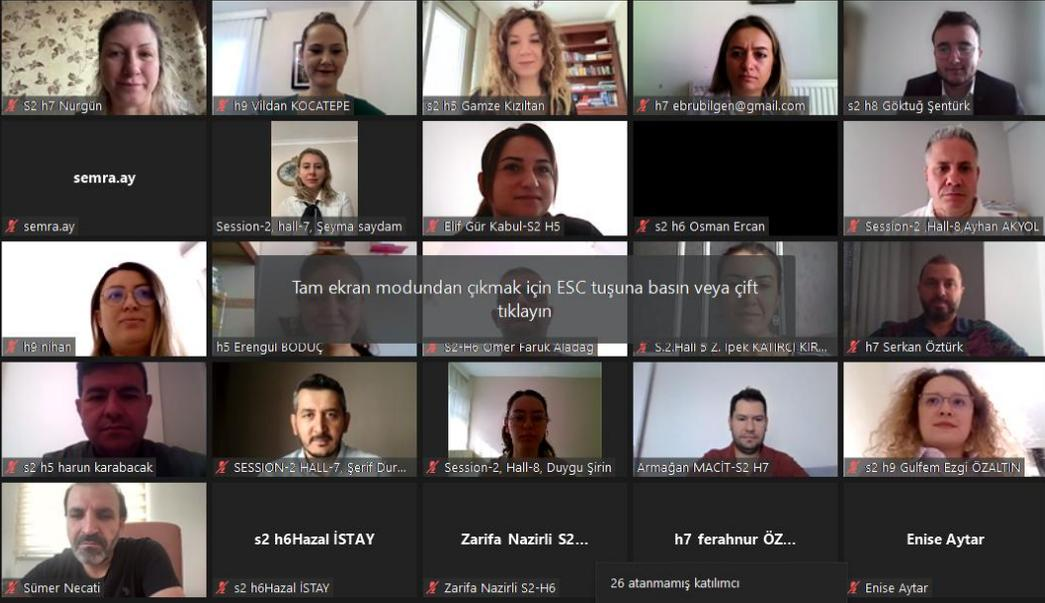 S2 h7 Nurgün
h9 Vildan KOCATEPE
s2 h5 Gamze Kızıltan
h7 ebrubilgen@gmail.com
s2 h8 Göktuğ Şentürk
semra.ay
semra.ay
Session-2, hall-7, Şeyma saydam
Elif Gür Kabul-S2 H5
s2 h6 Osman Ercan
Session-2 ,Hall-8,Ayhan AKYOL
Tam ekran modundan çıkmak için ESC tuşuna basın veya çift
tıklayın
h9 nihan
h5 Erengül BODUÇ
S2-H6 Ömer Faruk Aladağ
S.2.Hall 5 Z. İpek KATIRCI KIR...
h7 Serkan Öztürk
s2 h5 harun karabacak
SESSION-2 HALL-7, Şerif Dur...
Session-2, Hall-8, Duygu Şirin
Armağan MACİT-S2 H7
s2 h9 Gulfem Ezgi ÖZALTIN
s2 h6Hazal İSTAY
Zarifa Nazirli S2...
h7 ferahnur ÖZ...
Enise Aytar
Sümer Necati
s2 h6Hazal İSTAY
Zarifa Nazirli S2-H6
26 atanmamış katılımcı
Enise Aytar